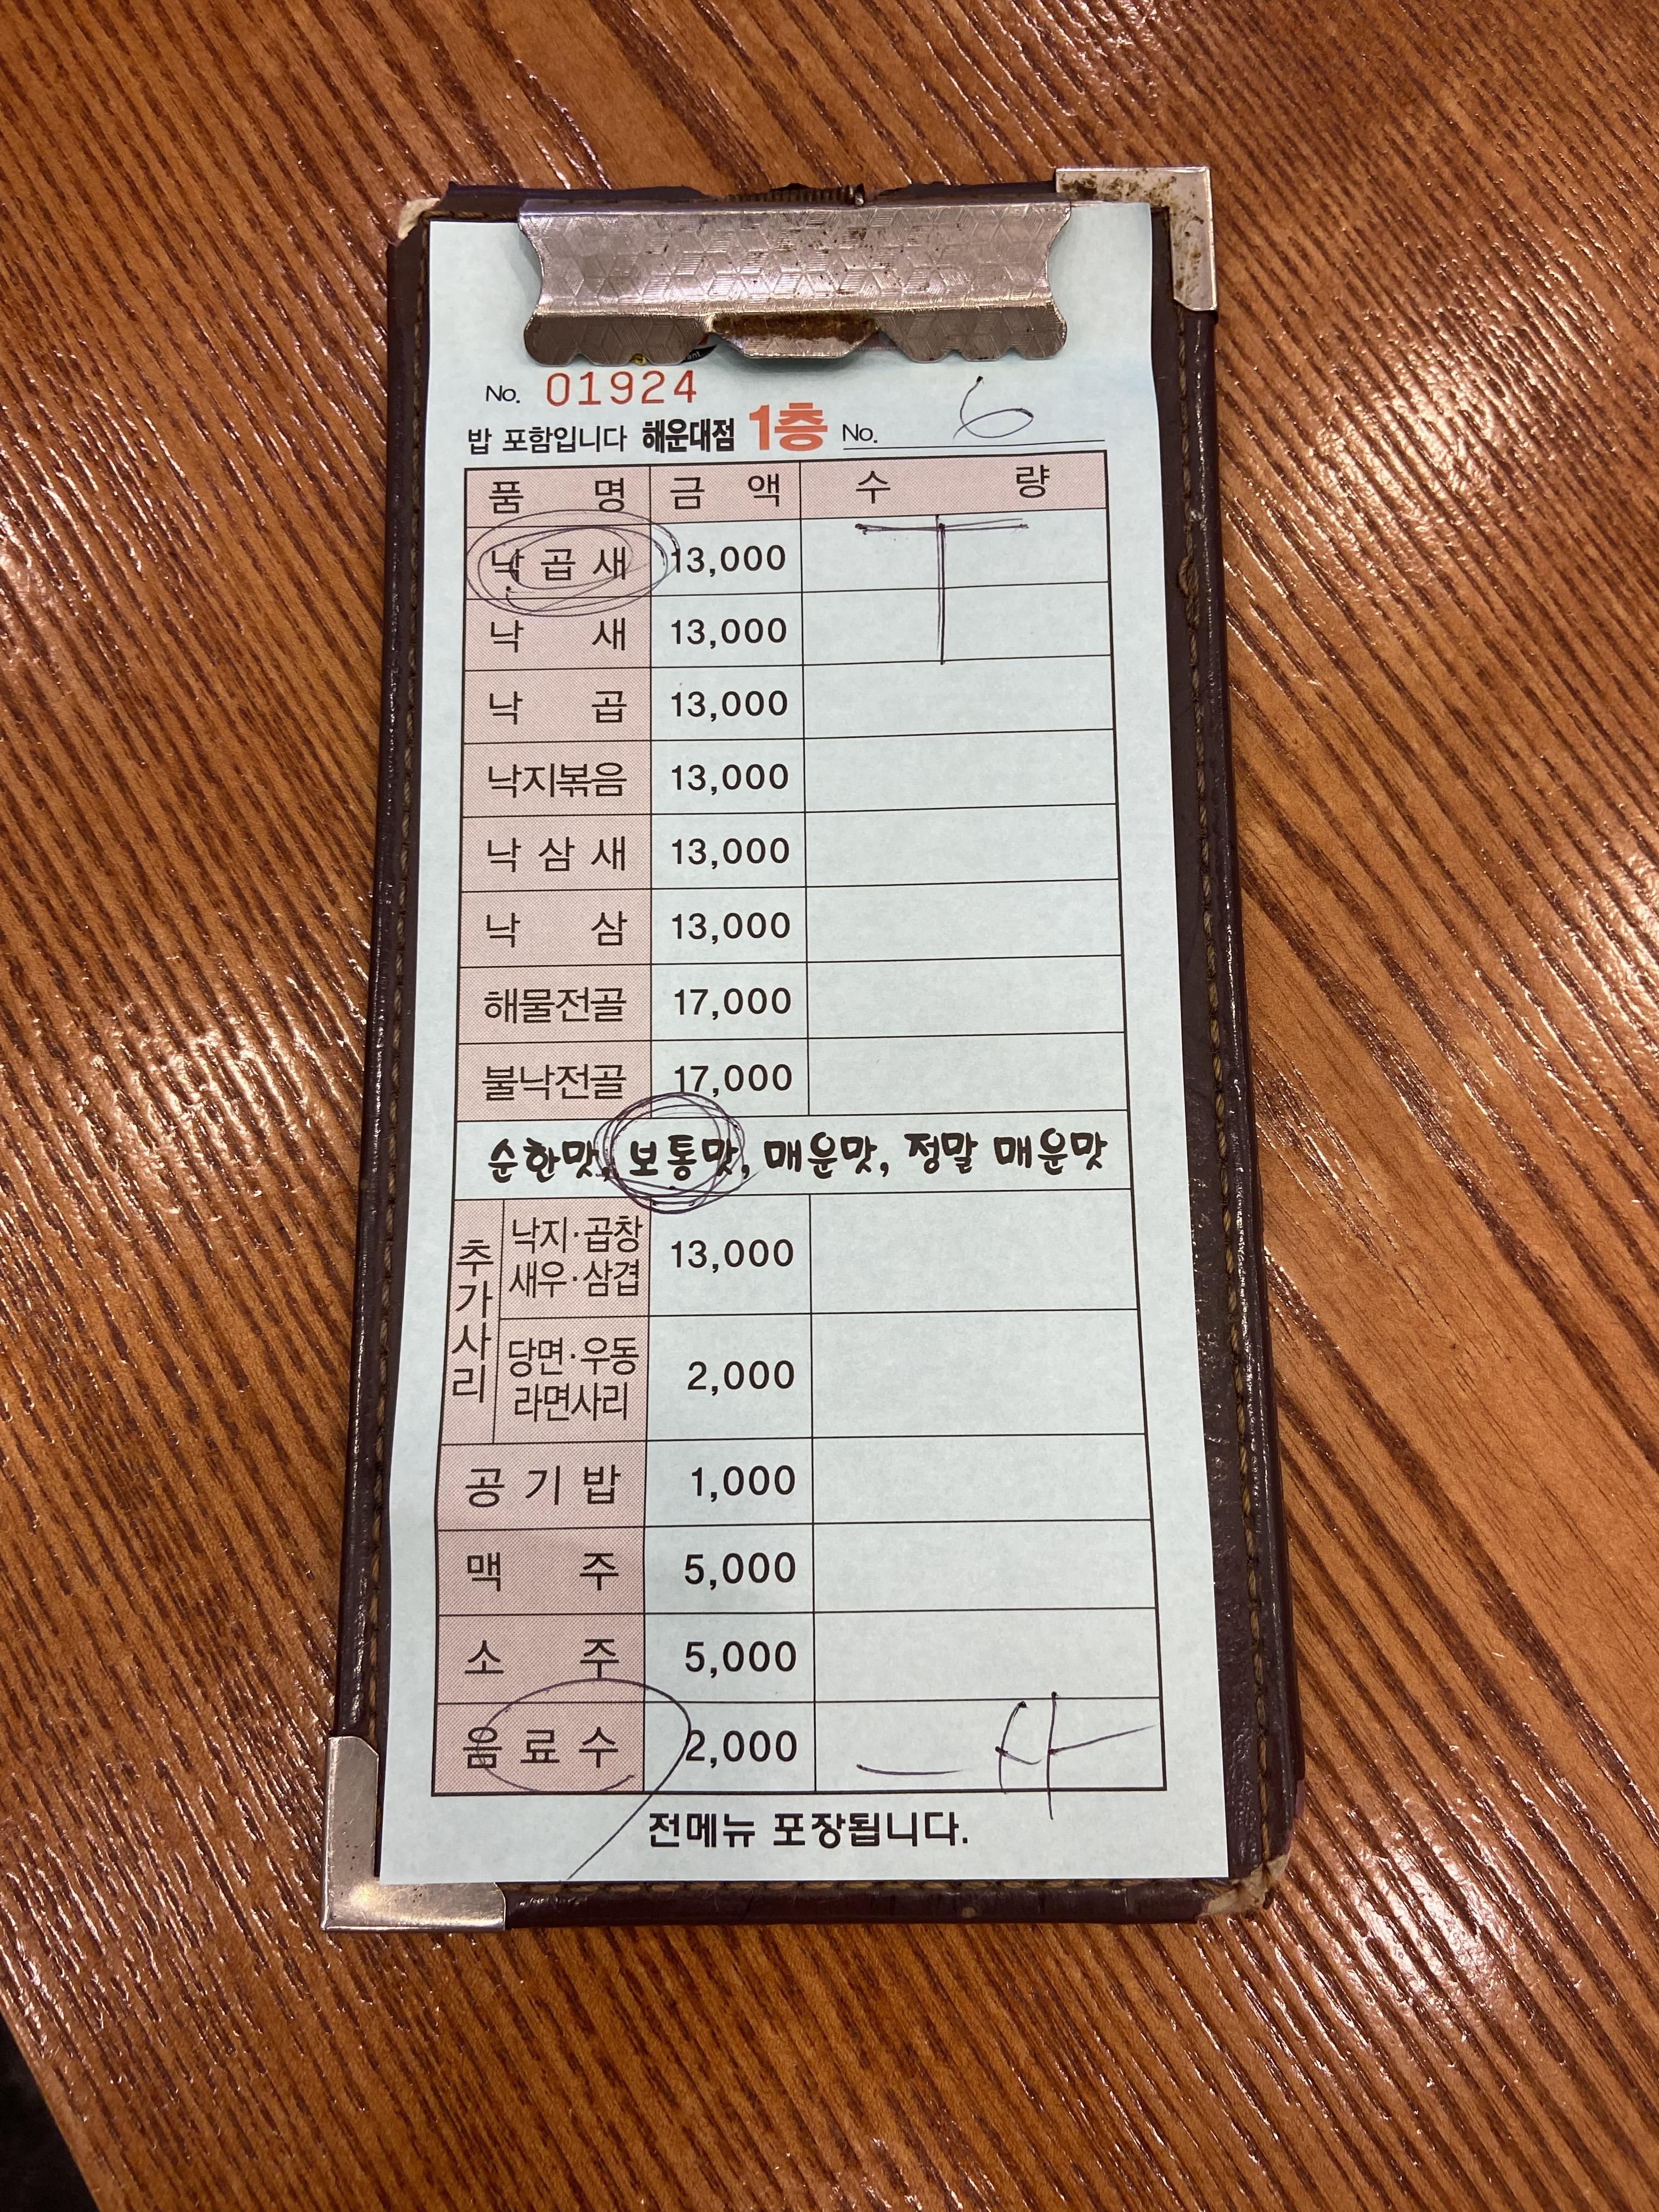 No. 01924
밥 포함입니다 해운대점 1층 No. 6
품 명 금 액 수 량
낙 곱 새 13,000 丅
낙 새 13,000
낙 곱 13,000
낙지볶음 13,000
낙 삼 새 13,000
낙 삼 13,000
해물전골 17,000
불낙전골 17,000
순한맛, 보통맛, 매운맛, 정말 매운맛
추가사리
낙지·곱창
새우·삼겹 13,000
당면·우동
라면사리 2,000
공 기 밥 1,000
맥 주 5,000
소 주 5,000
음 료 수 2,000 一
전메뉴 포장됩니다.